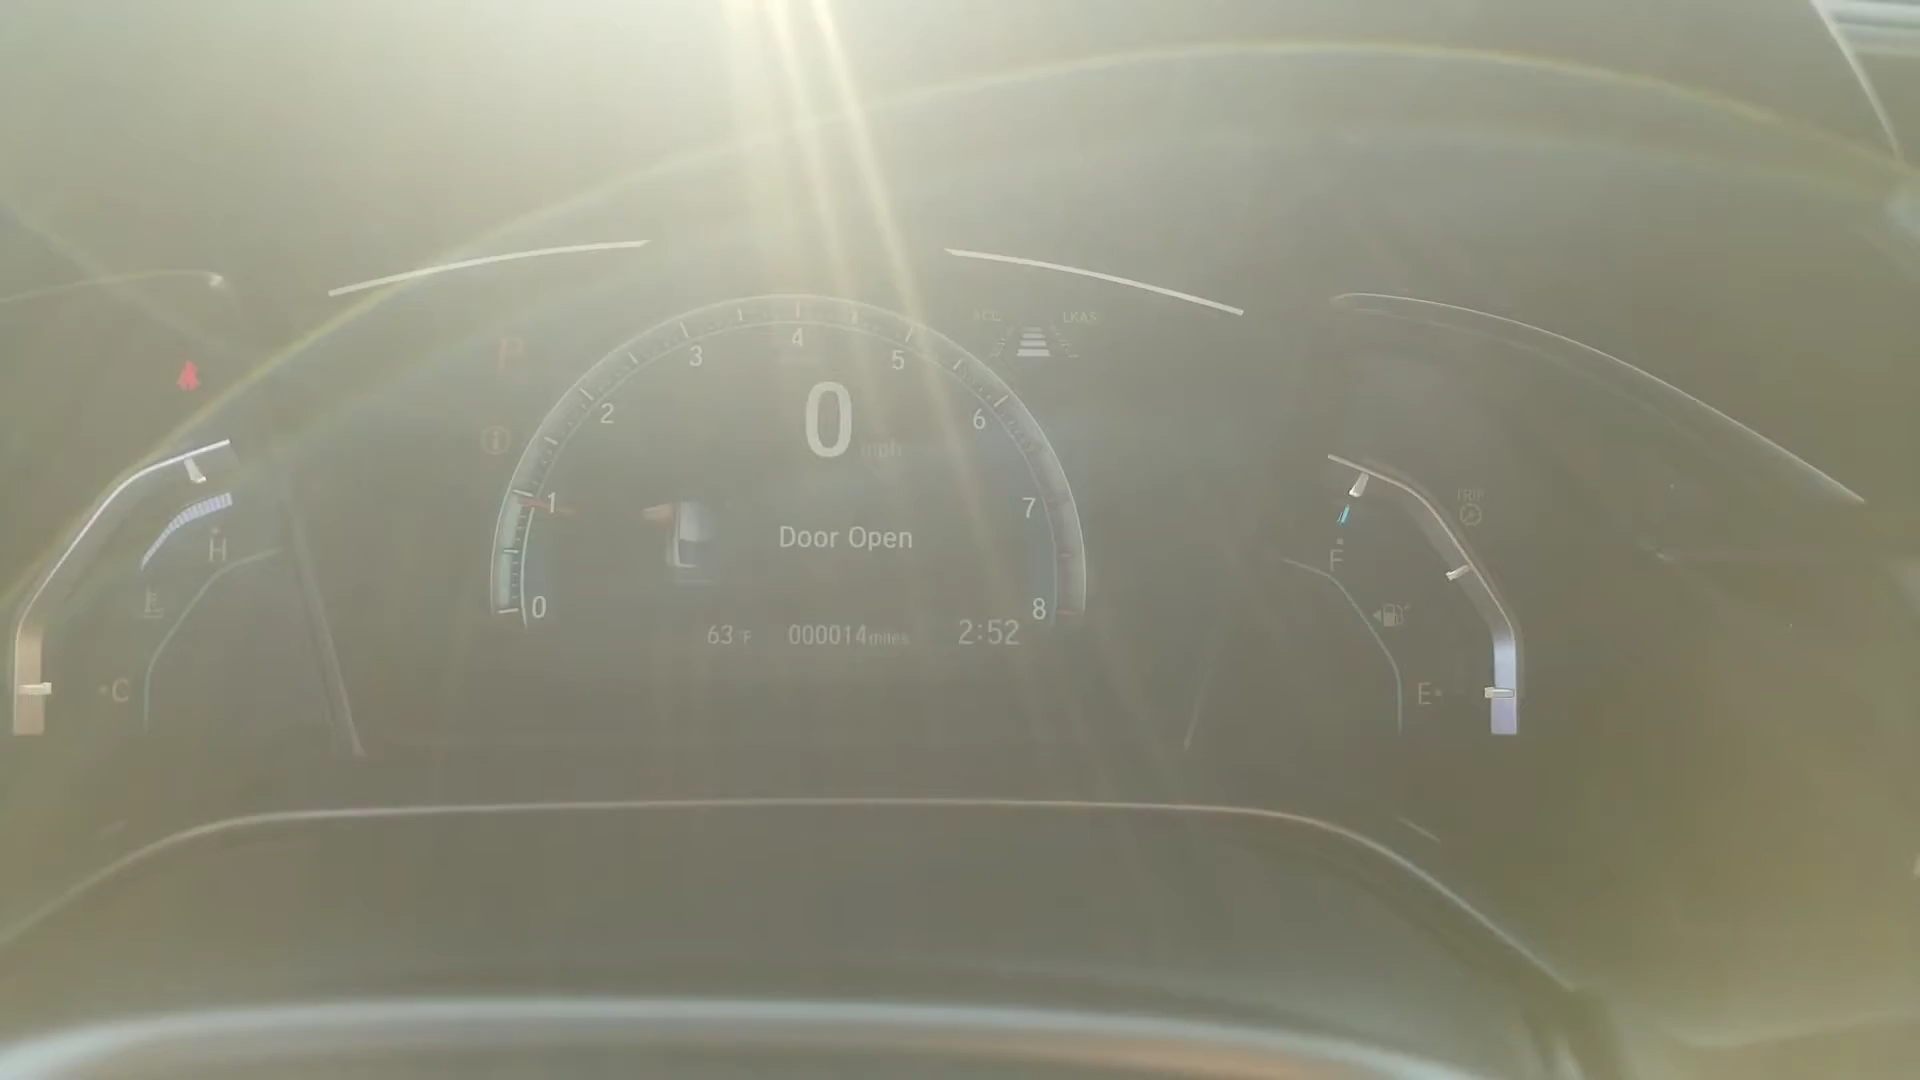 ACC LKAS
P
4
3 5
2 6
0 mph
1 7
TRIP
Door Open
H F
0 8
63°F 000014 miles 2:52
C E